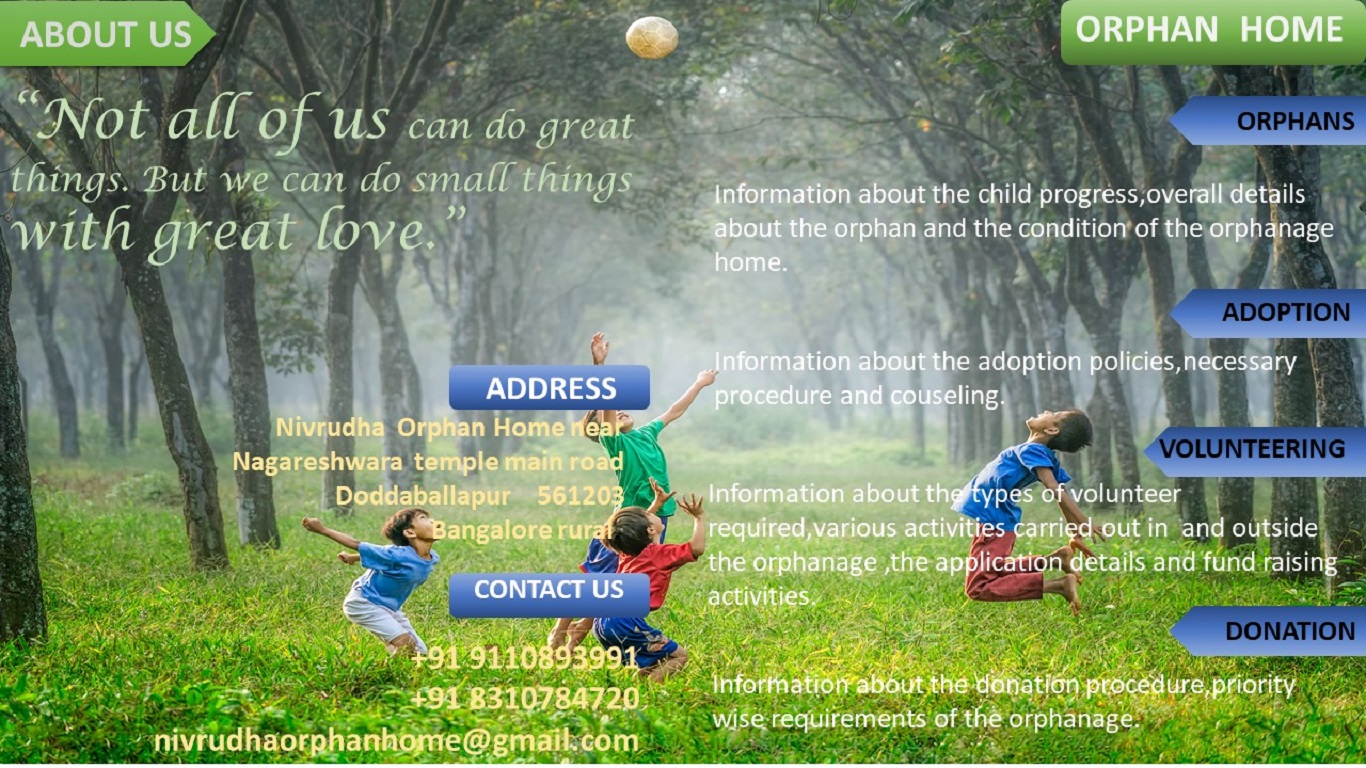 ABOUT US
“Not all of us can do great
things. But we can do small things
with great love.”
ADDRESS
Nivrudha Orphan Home near
Nagareshwara temple main road
Doddaballapur 561203
Bangalore rural
CONTACT US
+91 9110893991
+91 8310784720
nivrudhaorphanhome@gmail.com
ORPHAN HOME
ORPHANS
Information about the child progress,overall details
about the orphan and the condition of the orphanage
home.
ADOPTION
Information about the adoption policies,necessary
procedure and couseling.
VOLUNTEERING
Information about the types of volunteer
required,various activities carried out in and outside
the orphanage ,the application details and fund raising
activities.
DONATION
Information about the donation procedure,priority
wise requirements of the orphanage.